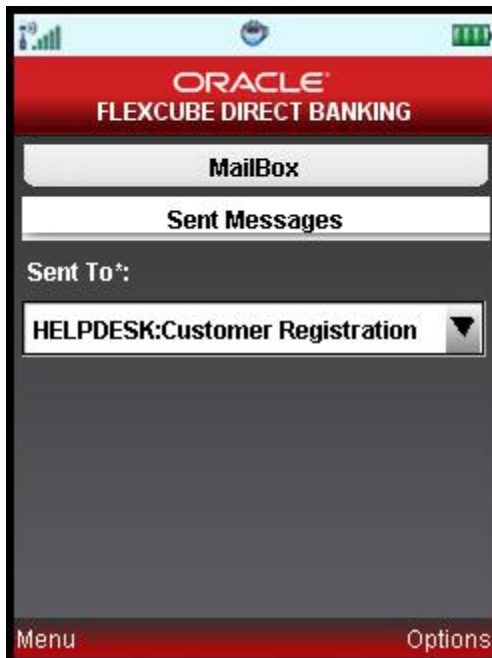 ORACLE
FLEXCUBE DIRECT BANKING
MailBox
Sent Messages
Sent To*:
HELPDESK:Customer Registration
Menu Options